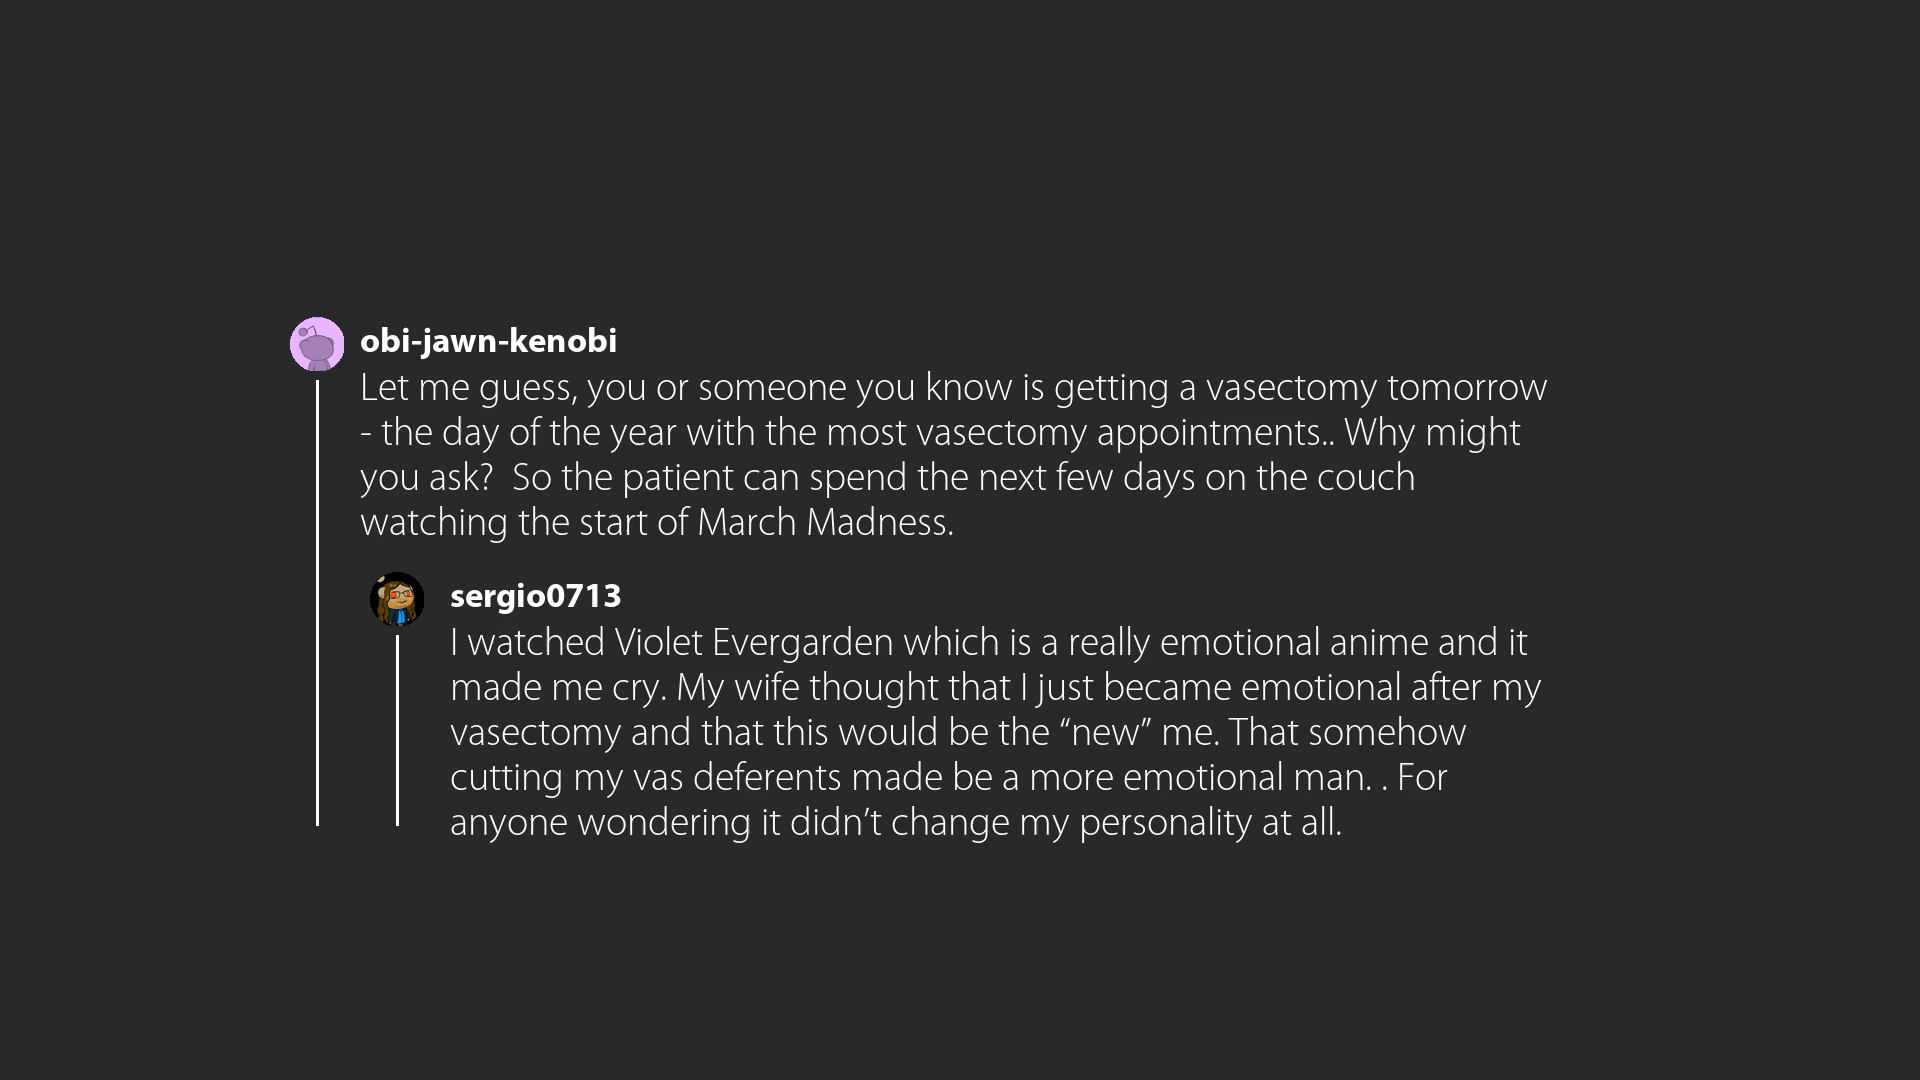 obi-jawn-kenobi
Let me guess, you or someone you know is getting a vasectomy tomorrow
- the day of the year with the most vasectomy appointments.. Why might
you ask?  So the patient can spend the next few days on the couch
watching the start of March Madness.
sergio0713
I watched Violet Evergarden which is a really emotional anime and it
made me cry. My wife thought that I just became emotional after my
vasectomy and that this would be the “new” me. That somehow
cutting my vas deferents made be a more emotional man. . For
anyone wondering it didn’t change my personality at all.